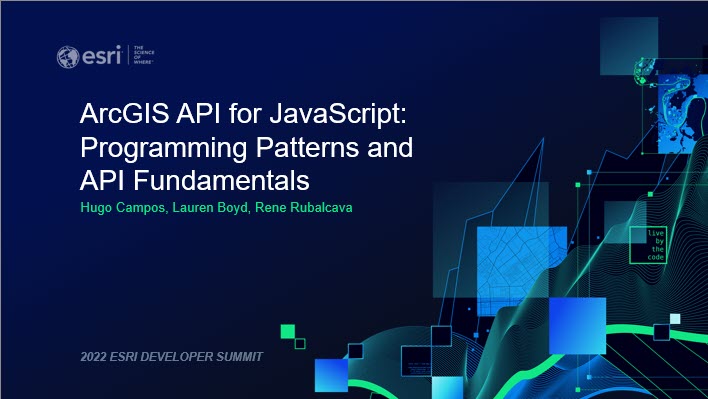 esri
THE
SCIENCE
OF
WHERE
ArcGIS API for JavaScript:
Programming Patterns and
API Fundamentals
Hugo Campos, Lauren Boyd, Rene Rubalcava
live
by
the
code
2022 ESRI DEVELOPER SUMMIT